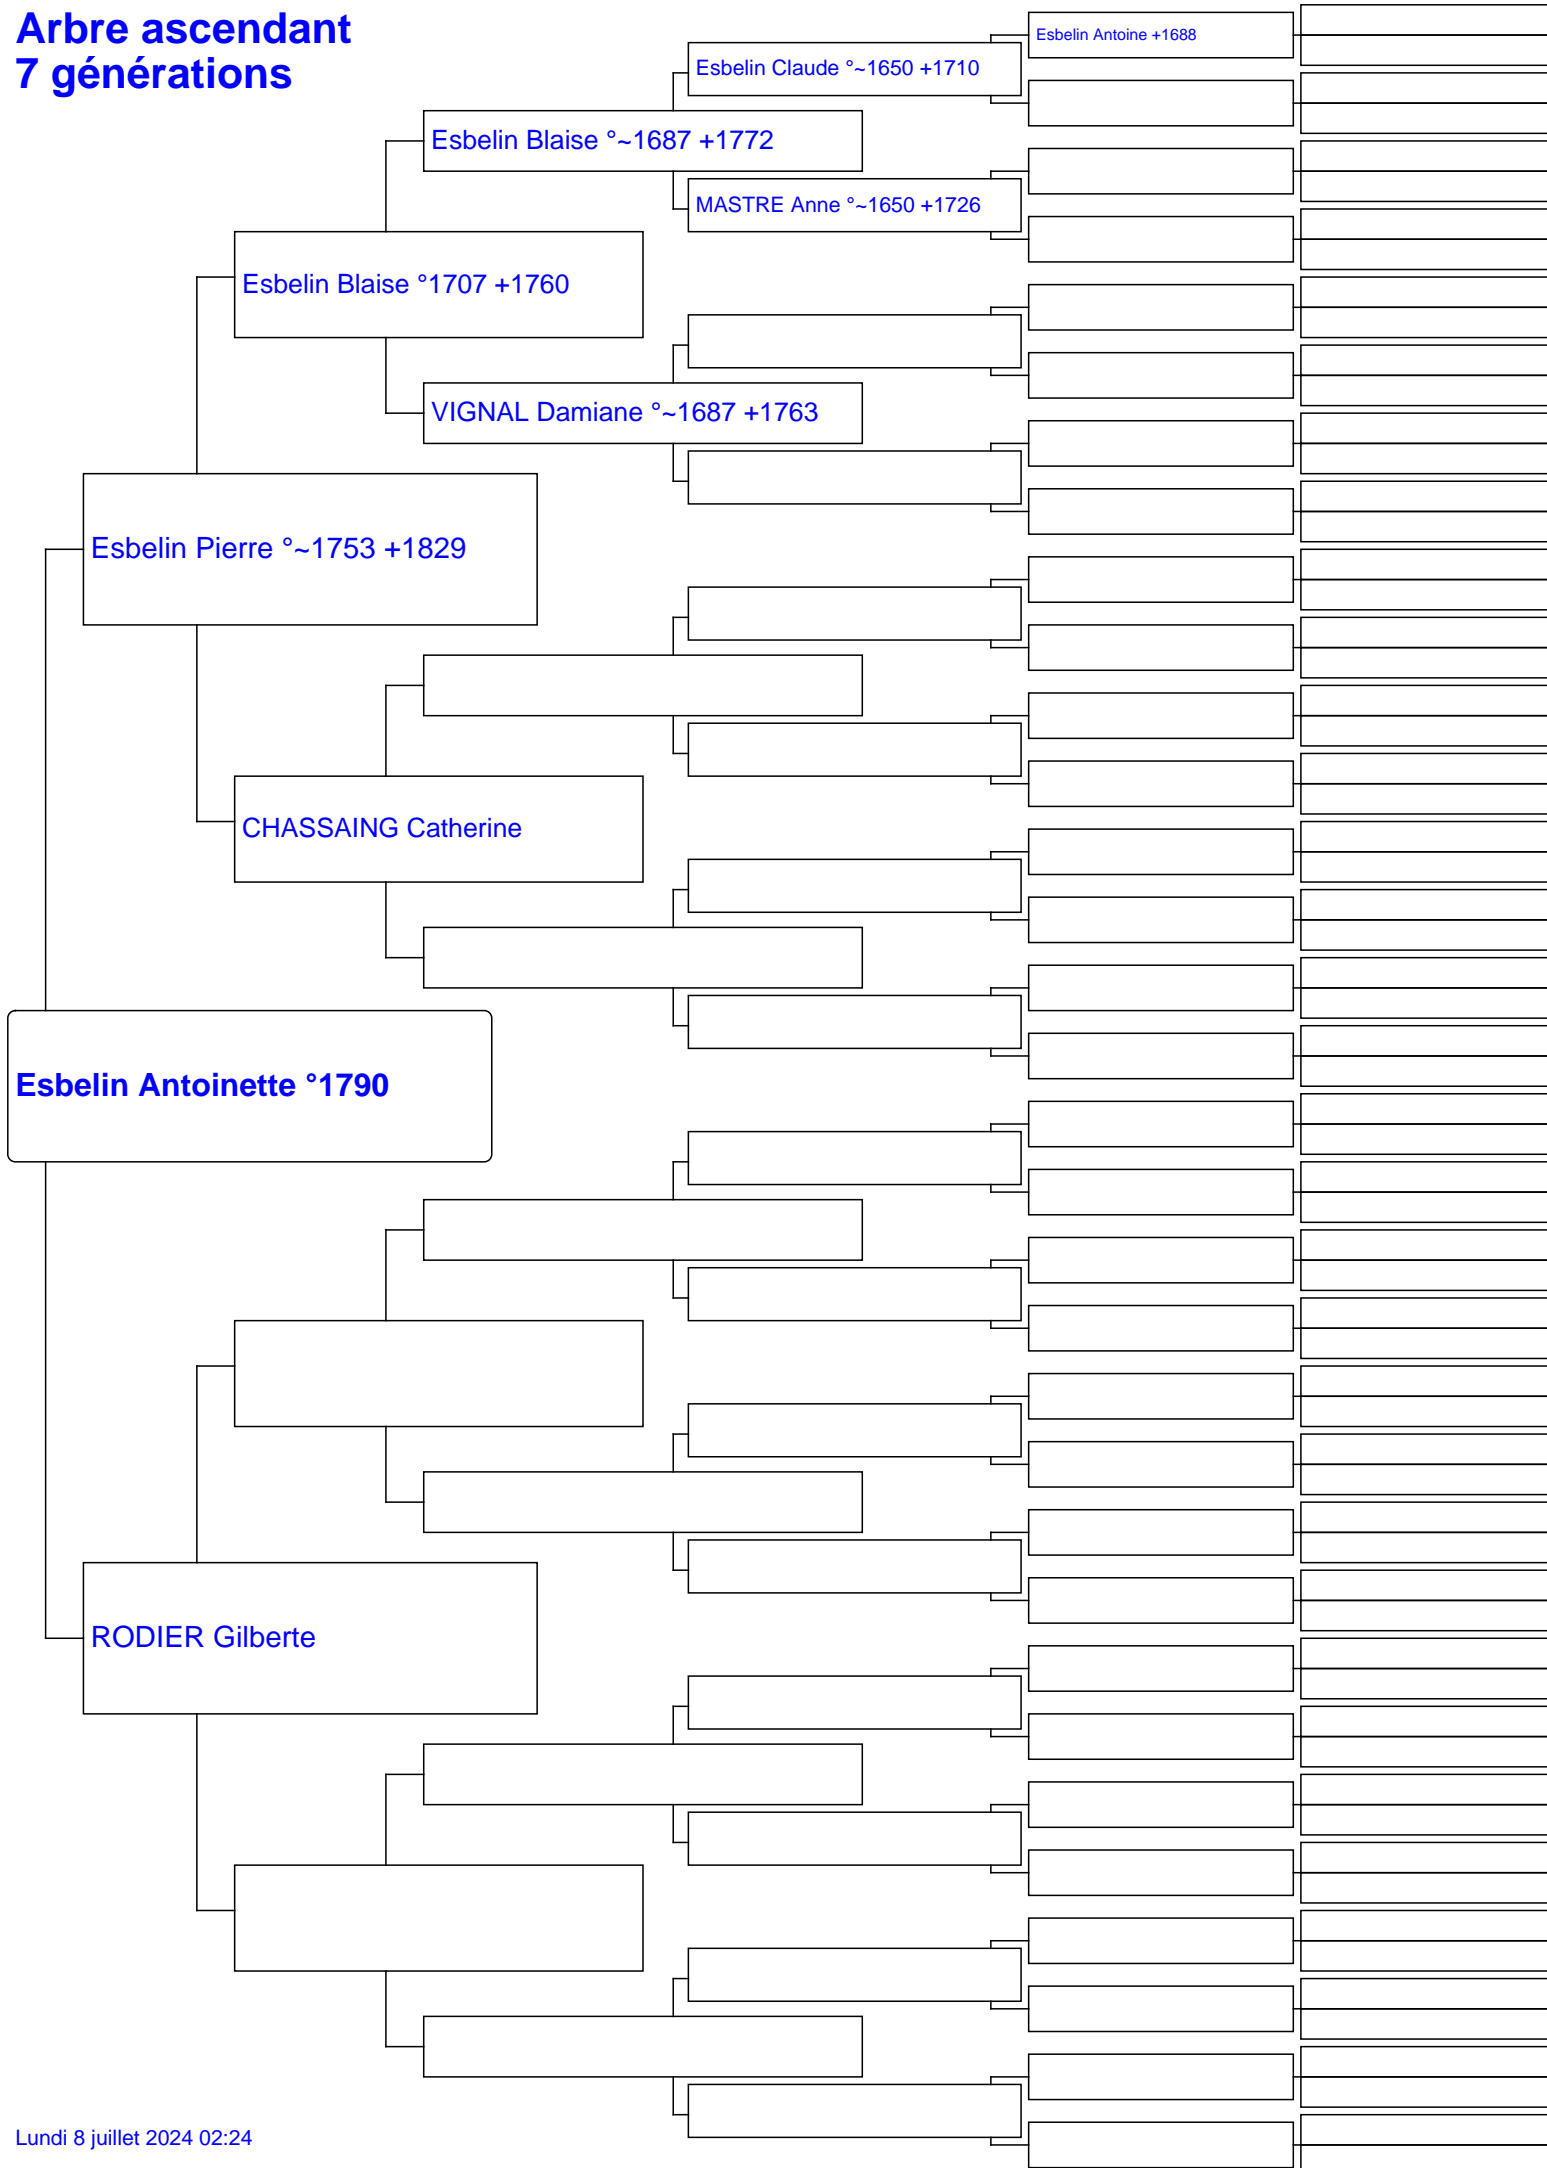 Arbre ascendant
7 générations
Esbelin Antoine +1688
Esbelin Claude °~1650 +1710
Esbelin Blaise °~1687 +1772
MASTRE Anne °~1650 +1726
Esbelin Blaise °1707 +1760
VIGNAL Damiane °~1687 +1763
Esbelin Pierre °~1753 +1829
CHASSAING Catherine
Esbelin Antoinette °1790
RODIER Gilberte
Lundi 8 juillet 2024 02:24